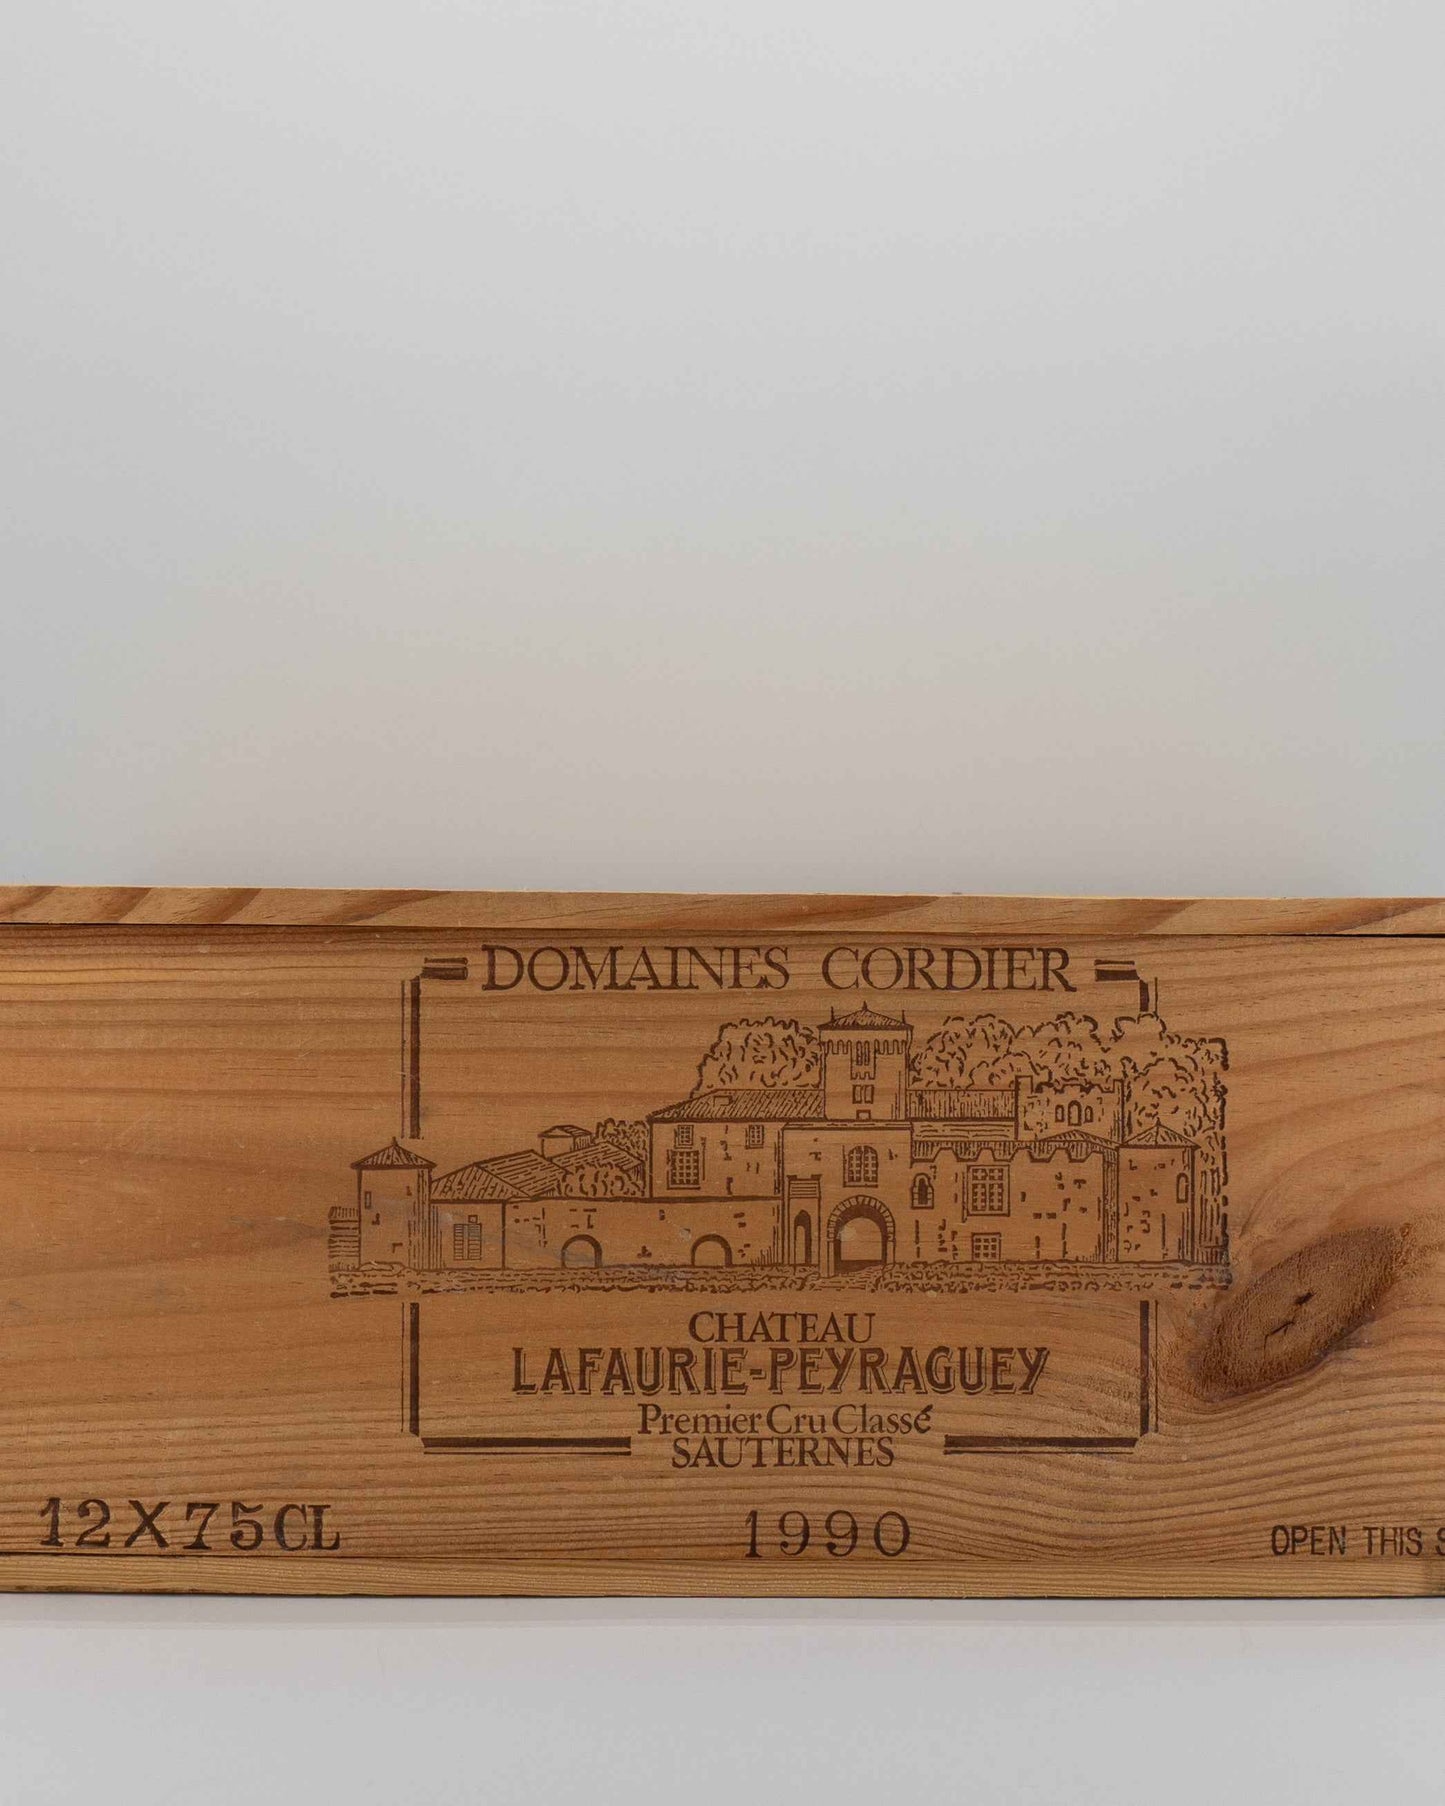 DOMAINES CORDIER
CHATEAU
LAFAURIE-PEYRAGUEY
Premier Cru Classé
SAUTERNES
12X75CL
1990
OPEN THIS